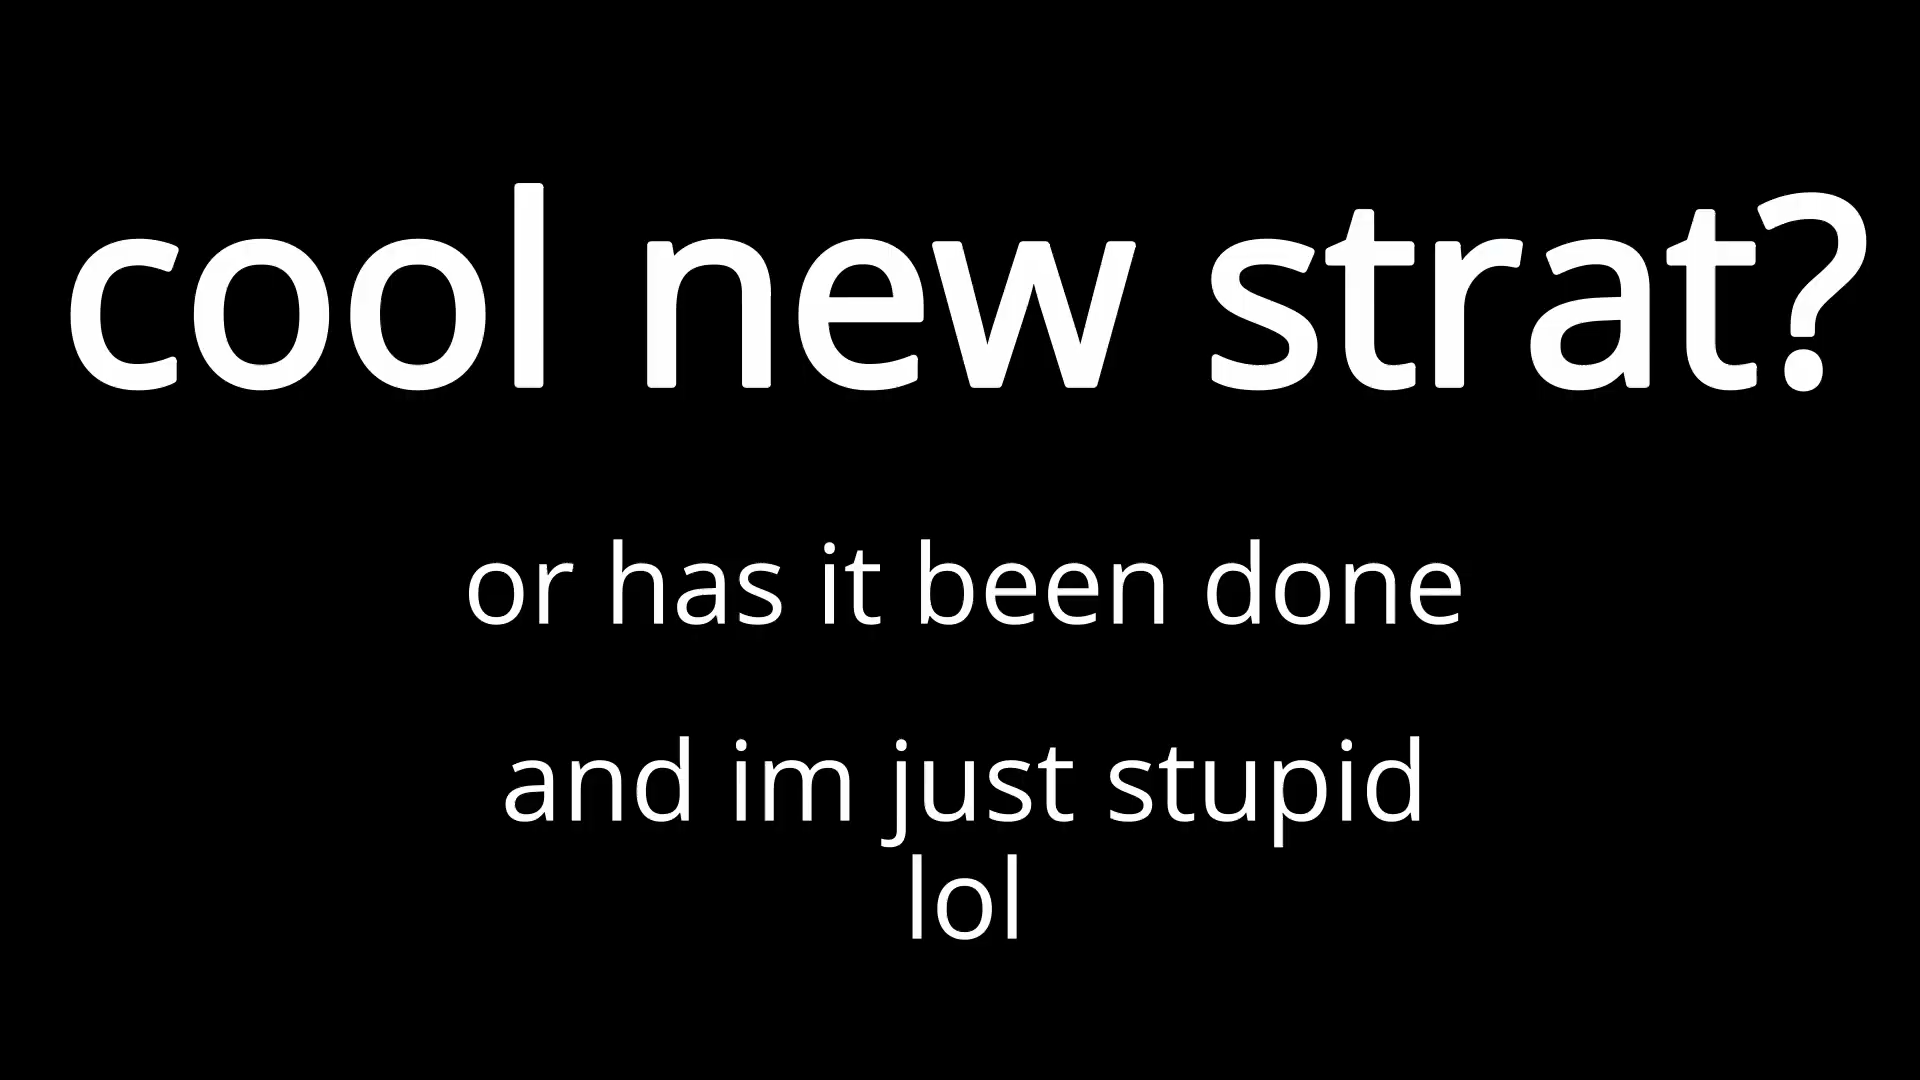 cool new strat?
or has it been done
and im just stupid
lol